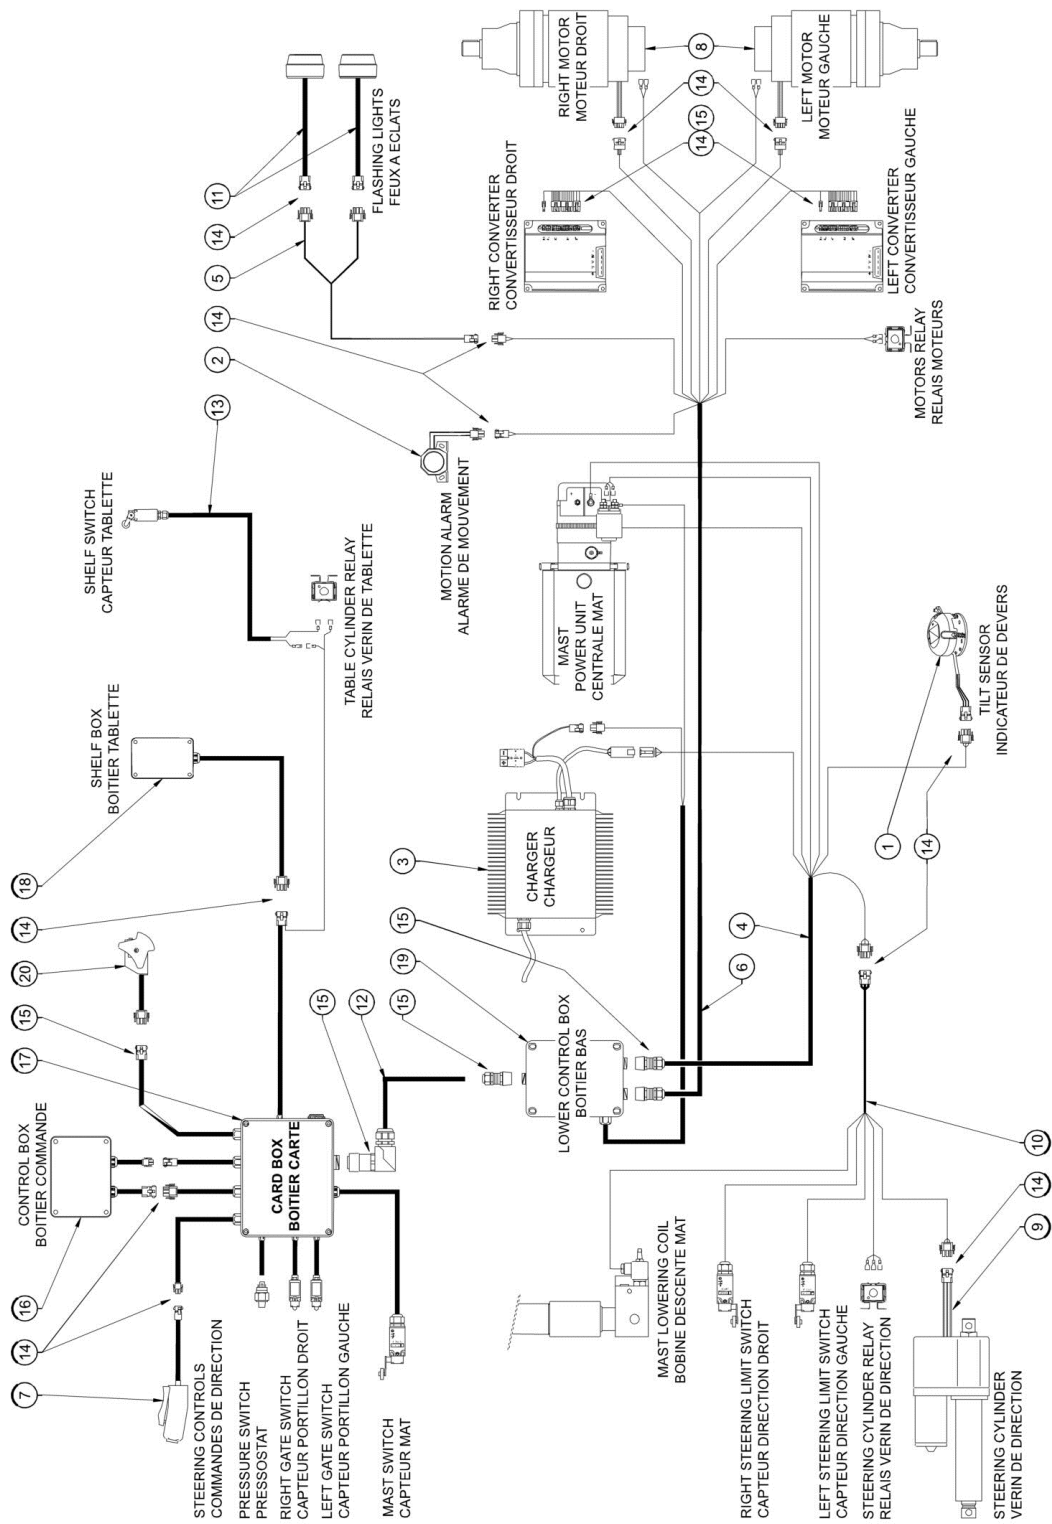 7
14
16
CONTROL BOX
BOITIER COMMANDE
17
15
20
14
18
SHELF BOX
BOITIER TABLETTE
SHELF SWITCH
CAPTEUR TABLETTE
13
2
14
5
14
11
FLASHING LIGHTS
FEUX A ECLATS
STEERING CONTROLS
COMMANDES DE DIRECTION
PRESSURE SWITCH
PRESSOSTAT
RIGHT GATE SWITCH
CAPTEUR PORTILLON DROIT
LEFT GATE SWITCH
CAPTEUR PORTILLON GAUCHE
MAST SWITCH
CAPTEUR MAT
CARD BOX
BOITIER CARTE
15
12
15
19
15
3
TABLE CYLINDER RELAY
RELAIS VERIN DE TABLETTE
MOTION ALARM
ALARME DE MOUVEMENT
LOWER CONTROL BOX
BOITIER BAS
CHARGER
CHARGEUR
MAST
POWER UNIT
CENTRALE MAT
RIGHT CONVERTER
CONVERTISSEUR DROIT
RIGHT MOTOR
MOTEUR DROIT
8
14
15
14
LEFT MOTOR
MOTEUR GAUCHE
LEFT CONVERTER
CONVERTISSEUR GAUCHE
MOTORS RELAY
RELAIS MOTEURS
MAST LOWERING COIL
BOBINE DESCENTE MAT
6
4
RIGHT STEERING LIMIT SWITCH
CAPTEUR DIRECTION DROIT
LEFT STEERING LIMIT SWITCH
CAPTEUR DIRECTION GAUCHE
STEERING CYLINDER RELAY
RELAIS VERIN DE DIRECTION
STEERING CYLINDER
VERIN DE DIRECTION
1
14
TILT SENSOR
INDICATEUR DE DEVERS
9
14
10